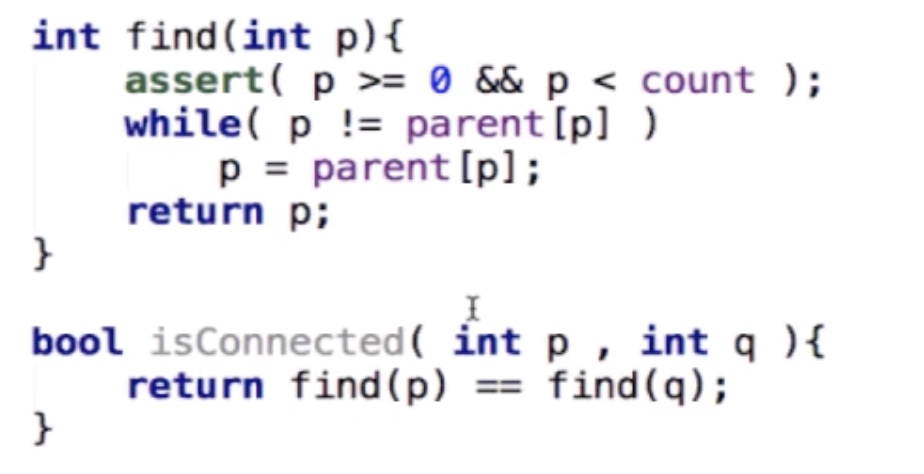 int find(int p){
    assert( p >= 0 && p < count );
    while( p != parent[p] )
        p = parent[p];
    return p;
}
bool isConnected( int p , int q ){
    return find(p) == find(q);
}